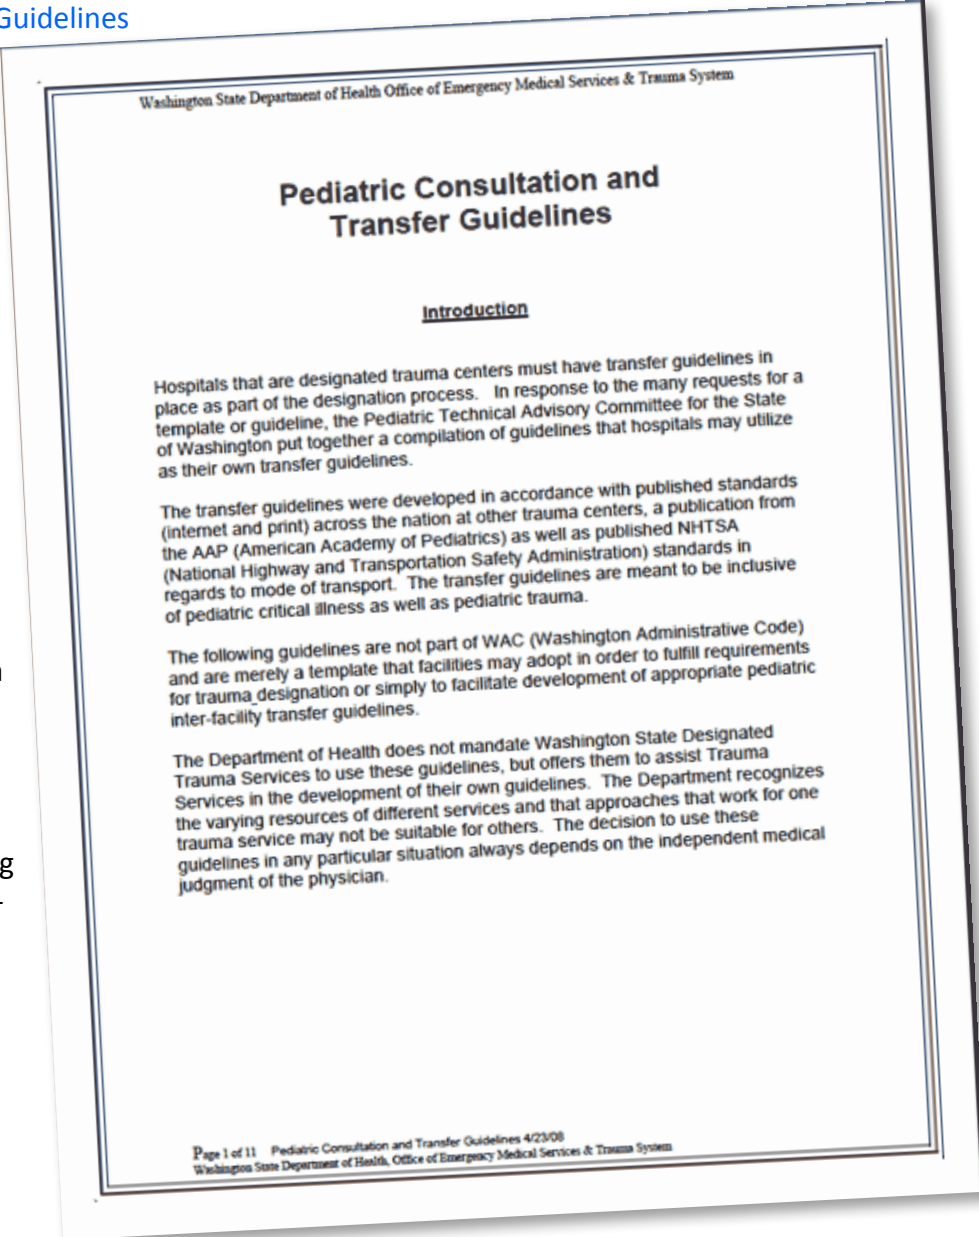 Guidelines
Washington State Department of Health Office of Emergency Medical Services & Trauma System
Pediatric Consultation and
Transfer Guidelines
Introduction
Hospitals that are designated trauma centers must have transfer guidelines in
place as part of the designation process. In response to the many requests for a
template or guideline, the Pediatric Technical Advisory Committee for the State
of Washington put together a compilation of guidelines that hospitals may utilize
as their own transfer guidelines.
The transfer guidelines were developed in accordance with published standards
(internet and print) across the nation at other trauma centers, a publication from
the AAP (American Academy of Pediatrics) as well as published NHTSA
(National Highway and Transportation Safety Administration) standards in
regards to mode of transport. The transfer guidelines are meant to be inclusive
of pediatric critical illness as well as pediatric trauma.
The following guidelines are not part of WAC (Washington Administrative Code)
and are merely a template that facilities may adopt in order to fulfill requirements
for trauma designation or simply to facilitate development of appropriate pediatric
inter-facility transfer guidelines.
The Department of Health does not mandate Washington State Designated
Trauma Services to use these guidelines, but offers them to assist Trauma
Services in the development of their own guidelines. The Department recognizes
the varying resources of different services and that approaches that work for one
trauma service may not be suitable for others. The decision to use these
guidelines in any particular situation always depends on the independent medical
judgment of the physician.
g
Page 1 of 11 Pediatric Consultation and Transfer Guidelines 4/23/08
Washington State Department of Health, Office of Emergency Medical Services & Trauma System